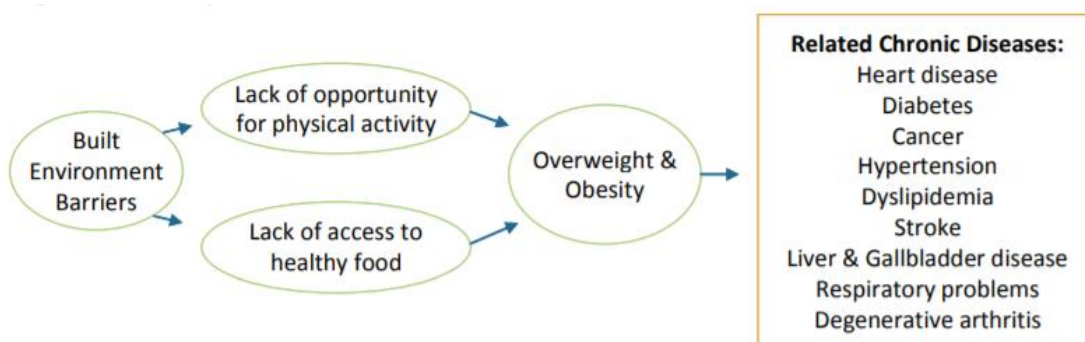 Built
Environment
Barriers
Lack of opportunity
for physical activity
Lack of access to
healthy food
Overweight &
Obesity
Related Chronic Diseases:
Heart disease
Diabetes
Cancer
Hypertension
Dyslipidemia
Stroke
Liver & Gallbladder disease
Respiratory problems
Degenerative arthritis